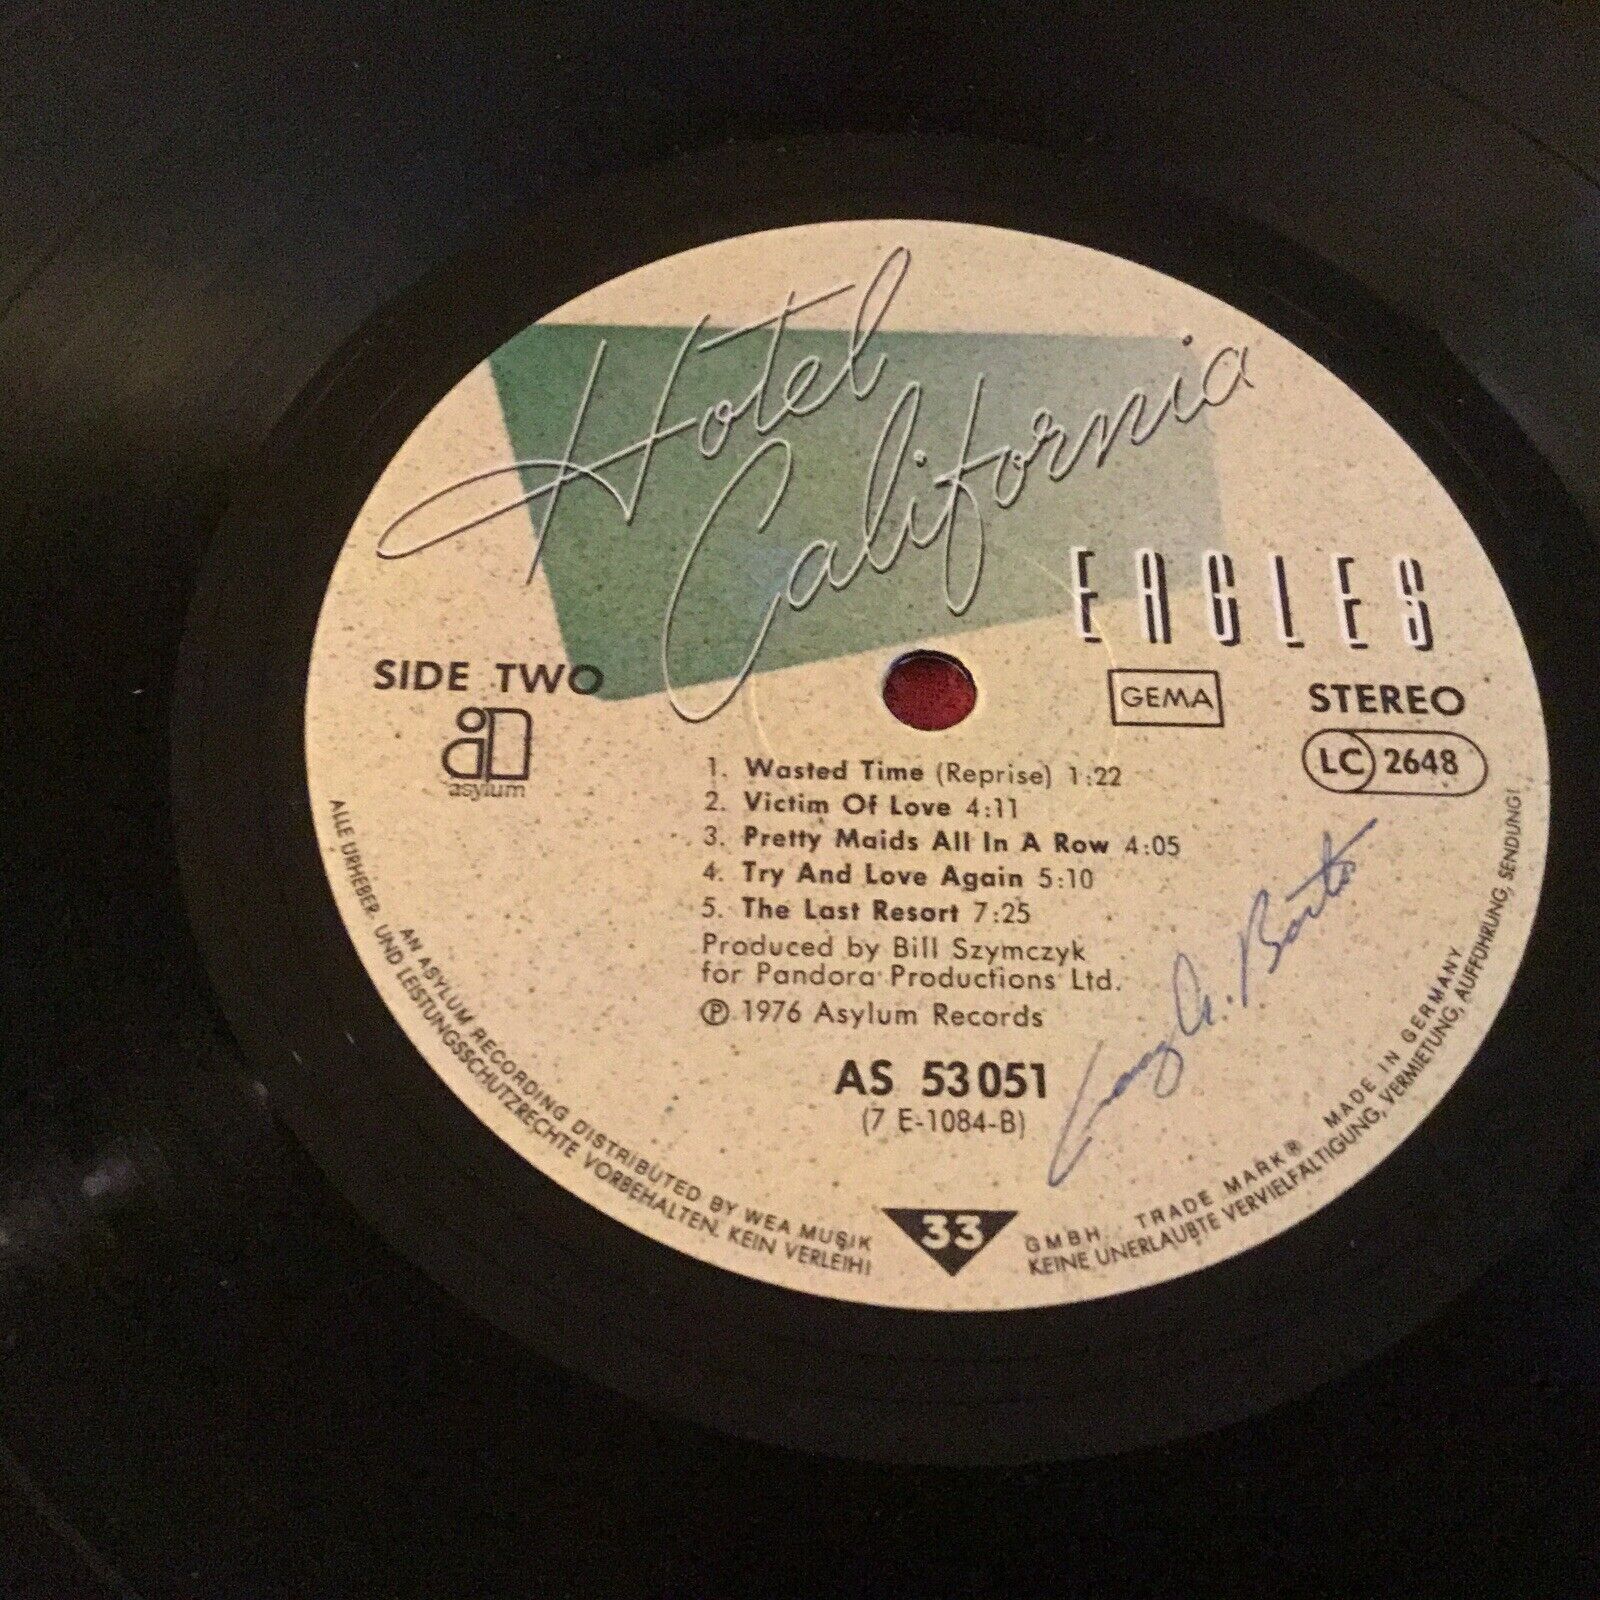 Hotel
California
EAGLES
SIDE TWO
asylum
GEMA
STEREO
LC 2648
1. Wasted Time (Reprise) 1:22
2. Victim Of Love 4:11
3. Pretty Maids All In A Row 4:05
4. Try And Love Again 5:10
5. The Last Resort 7:25
Produced by Bill Szymczyk
for Pandora Productions Ltd.
℗ 1976 Asylum Records
AS 53 051
(7 E-1084-B)
33
AN ASYLUM RECORDING DISTRIBUTED BY WEA MUSIK GMBH TRADE MARK® MADE IN GERMANY
ALLE URHEBER- UND LEISTUNGSSCHUTZRECHTE VORBEHALTEN. KEIN VERLEIH! KEINE UNERLAUBTE VERVIELFÄLTIGUNG, VERMIETUNG, AUFFÜHRUNG, SENDUNG!